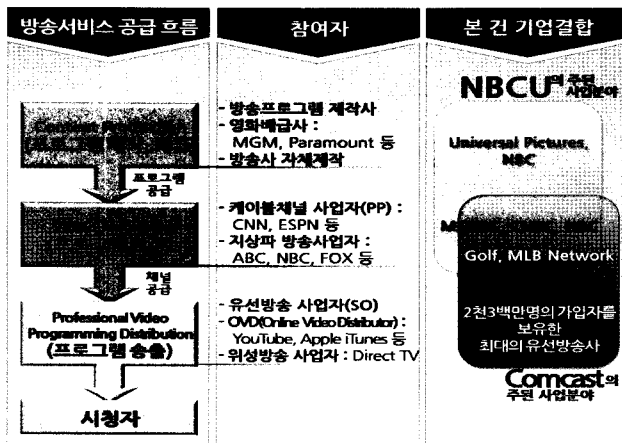 방송서비스 공급 흐름
참여자
본 건 기업결합
프로그램
공급
채널
공급
Professional Video
Programming Distribution
(프로그램 송출)
시청자
- 방송프로그램 제작사
- 영화배급사 :
MGM, Paramount 등
- 방송사 자체제작
- 케이블채널 사업자(PP) :
CNN, ESPN 등
- 지상파 방송사업자 :
ABC, NBC, FOX 등
- 유선방송 사업자(SO)
- OVD(Online Video Distributor) :
YouTube, Apple iTunes 등
- 위성방송 사업자 : Direct TV
NBCU의 주된
사업분야
Universal Pictures,
NBC
Golf, MLB Network
2천3백만명의 가입자를
보유한
최대의 유선방송사
Comcast의
주된 사업분야